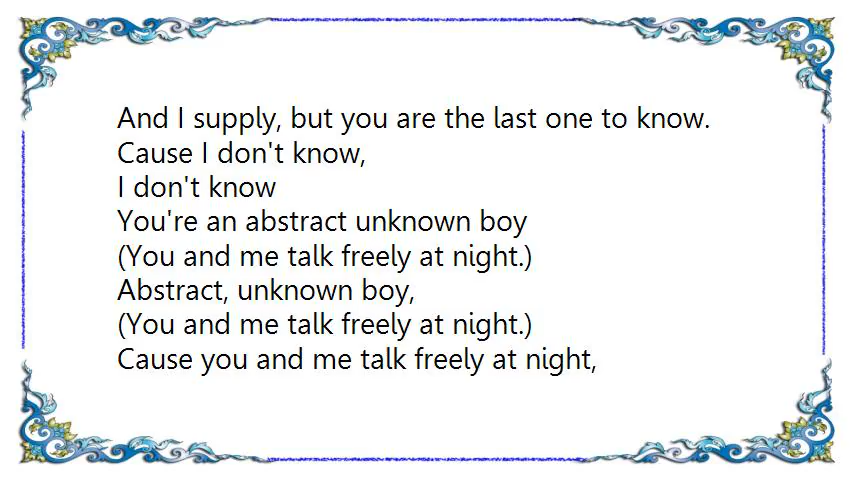 And I supply, but you are the last one to know.
Cause I don't know,
I don't know
You're an abstract unknown boy
(You and me talk freely at night.)
Abstract, unknown boy,
(You and me talk freely at night.)
Cause you and me talk freely at night,